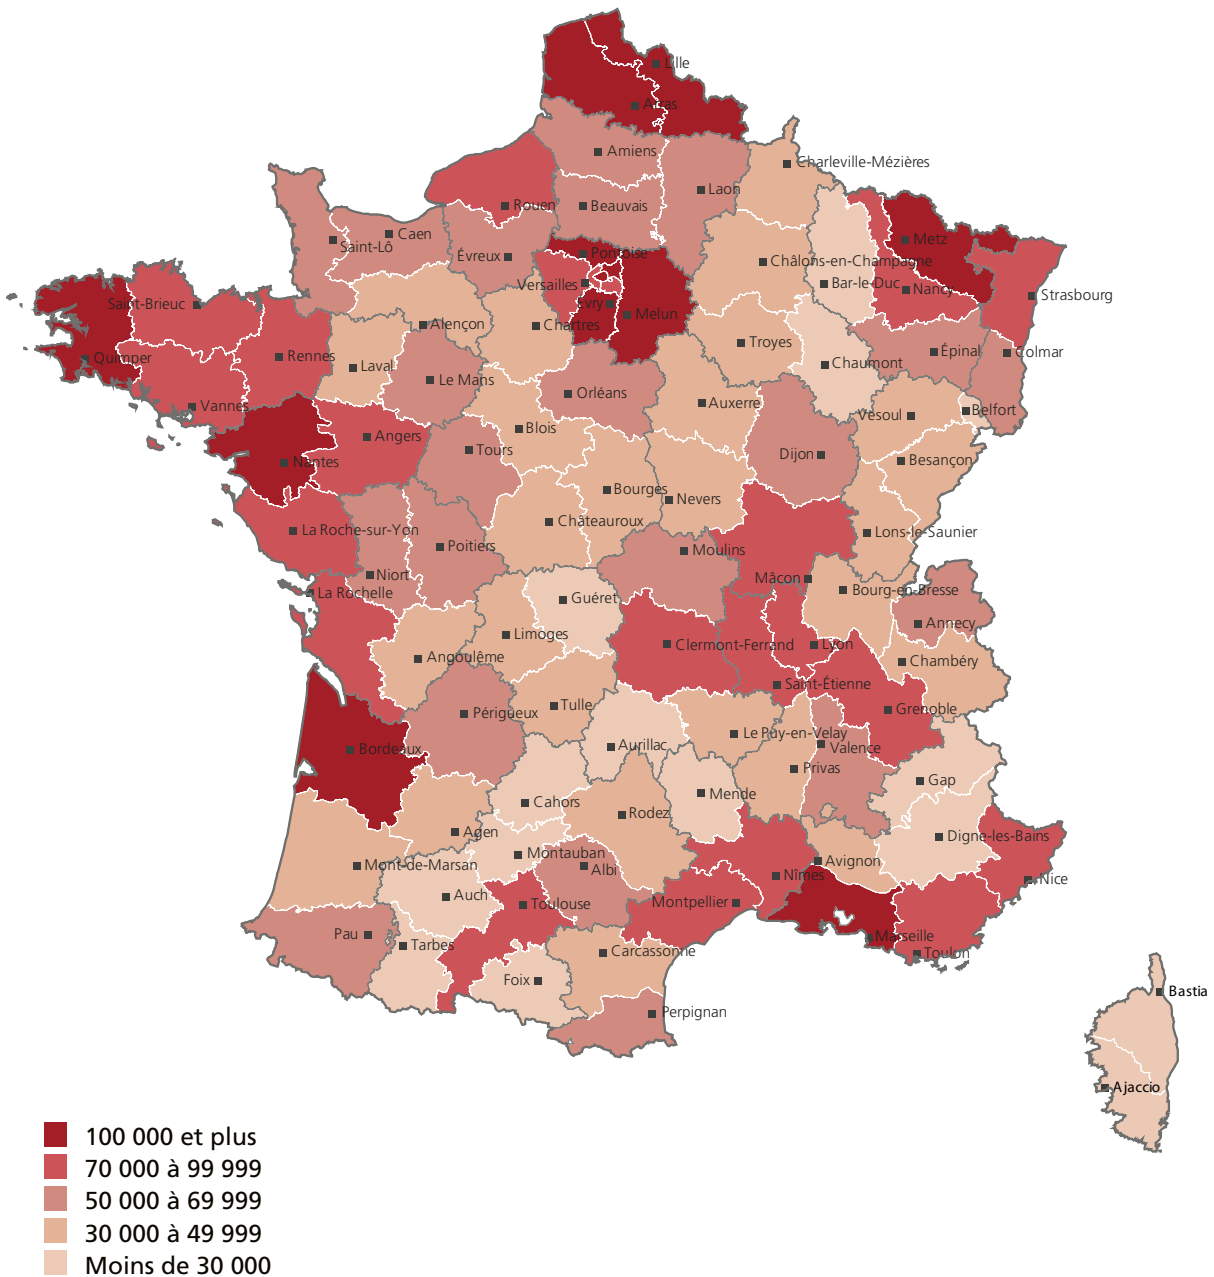 Lille
Arras
Amiens
Charleville-Mézières
Laon
Rouen
Beauvais
Caen
Saint-Lô
Metz
Évreux
Pontoise
Châlons-en-Champagne
Versailles
Bar-le-Duc
Nancy
Strasbourg
Saint-Brieuc
Évry
Melun
Alençon
Chartres
Troyes
Épinal
Colmar
Quimper
Rennes
Laval
Chaumont
Le Mans
Orléans
Auxerre
Vannes
Vesoul
Belfort
Blois
Angers
Tours
Dijon
Nantes
Besançon
Bourges
Nevers
La Roche-sur-Yon
Châteauroux
Lons-le-Saunier
Poitiers
Moulins
Niort
Mâcon
Bourg-en-Bresse
La Rochelle
Guéret
Annecy
Limoges
Clermont-Ferrand
Lyon
Angoulême
Chambéry
Saint-Étienne
Tulle
Périgueux
Grenoble
Le Puy-en-Velay
Bordeaux
Aurillac
Valence
Privas
Gap
Mende
Cahors
Rodez
Agen
Digne-les-Bains
Montauban
Mont-de-Marsan
Albi
Avignon
Nîmes
Nice
Auch
Toulouse
Montpellier
Pau
Tarbes
Marseille
Carcassonne
Toulon
Foix
Bastia
Perpignan
Ajaccio
100 000 et plus
70 000 à 99 999
50 000 à 69 999
30 000 à 49 999
Moins de 30 000